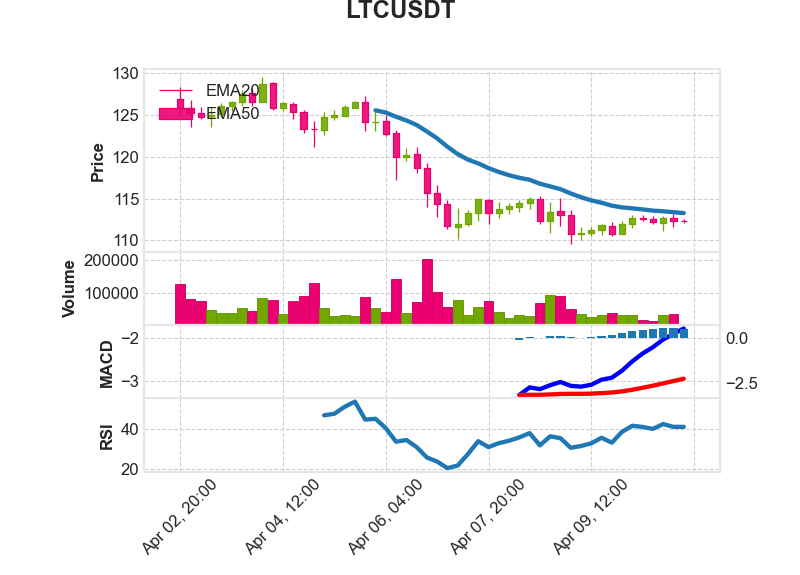 LTCUSDT
EMA20
EMA50
Price
130
125
120
115
110
Volume
200000
100000
MACD
−2
−3
0.0
−2.5
RSI
40
20
Apr 02, 20:00
Apr 04, 12:00
Apr 06, 04:00
Apr 07, 20:00
Apr 09, 12:00